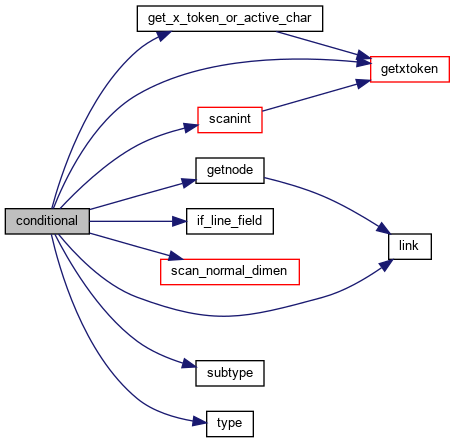 get_x_token_or_active_char
getxtoken
scanint
getnode
conditional
if_line_field
link
scan_normal_dimen
subtype
type